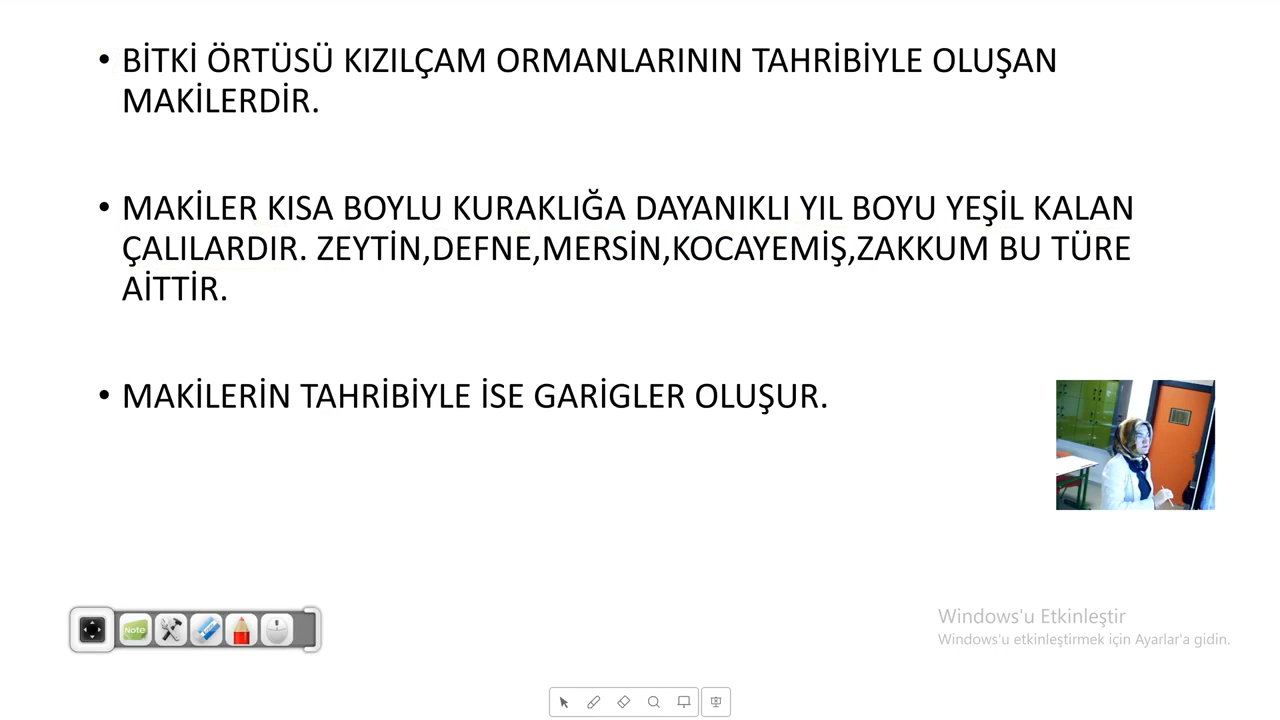 • BİTKİ ÖRTÜSÜ KIZILÇAM ORMANLARININ TAHRİBİYLE OLUŞAN
MAKİLERDİR.
• MAKİLER KISA BOYLU KURAKLIĞA DAYANIKLI YIL BOYU YEŞİL KALAN
ÇALILARDIR. ZEYTİN,DEFNE,MERSİN,KOCAYEMİŞ,ZAKKUM BU TÜRE
AİTTİR.
• MAKİLERİN TAHRİBİYLE İSE GARİGLER OLUŞUR.
Note
Windows'u Etkinleştir
Windows'u etkinleştirmek için Ayarlar'a gidin.